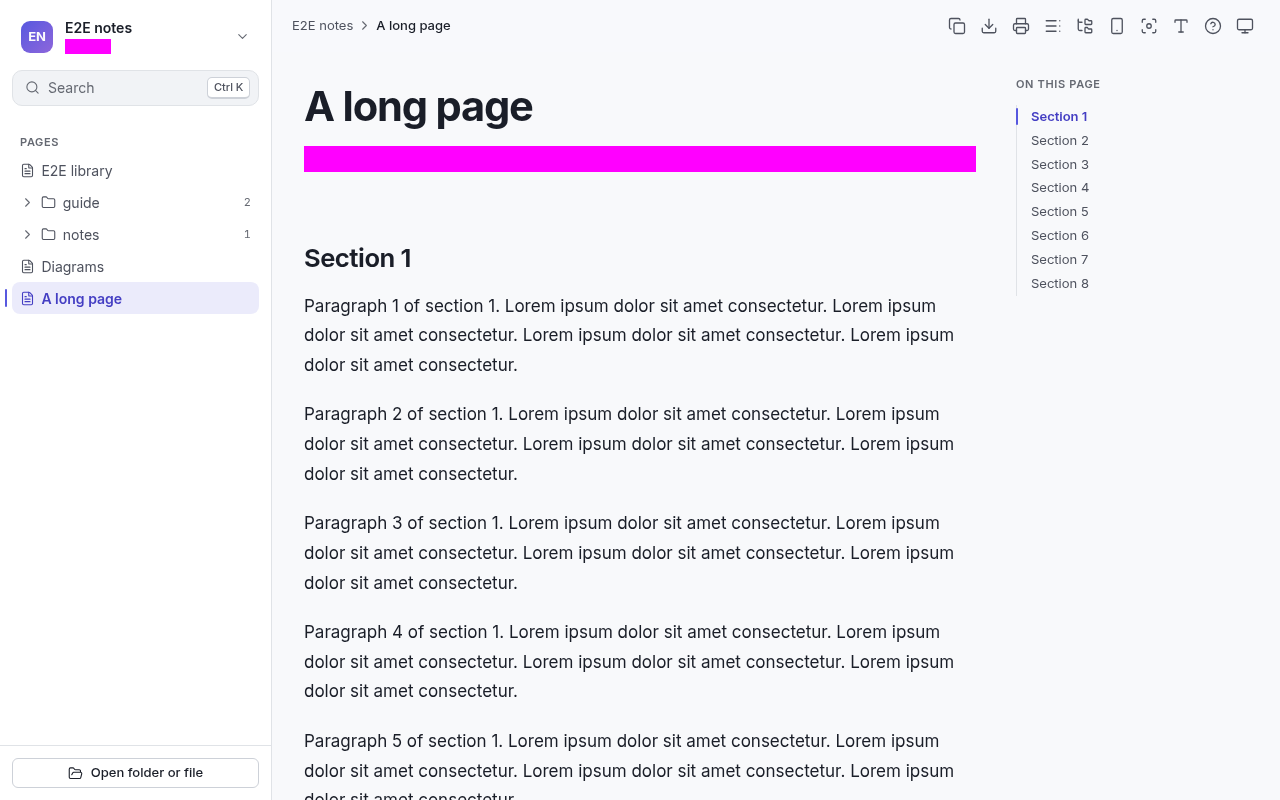 EN
E2E notes
Search
Ctrl K
PAGES
E2E library
guide 2
notes 1
Diagrams
A long page
Open folder or file
E2E notes > A long page
A long page
Section 1
Paragraph 1 of section 1. Lorem ipsum dolor sit amet consectetur. Lorem ipsum
dolor sit amet consectetur. Lorem ipsum dolor sit amet consectetur. Lorem ipsum
dolor sit amet consectetur.
Paragraph 2 of section 1. Lorem ipsum dolor sit amet consectetur. Lorem ipsum
dolor sit amet consectetur. Lorem ipsum dolor sit amet consectetur. Lorem ipsum
dolor sit amet consectetur.
Paragraph 3 of section 1. Lorem ipsum dolor sit amet consectetur. Lorem ipsum
dolor sit amet consectetur. Lorem ipsum dolor sit amet consectetur. Lorem ipsum
dolor sit amet consectetur.
Paragraph 4 of section 1. Lorem ipsum dolor sit amet consectetur. Lorem ipsum
dolor sit amet consectetur. Lorem ipsum dolor sit amet consectetur. Lorem ipsum
dolor sit amet consectetur.
Paragraph 5 of section 1. Lorem ipsum dolor sit amet consectetur. Lorem ipsum
dolor sit amet consectetur. Lorem ipsum dolor sit amet consectetur. Lorem ipsum
dolor sit amet consectetur.
ON THIS PAGE
Section 1
Section 2
Section 3
Section 4
Section 5
Section 6
Section 7
Section 8